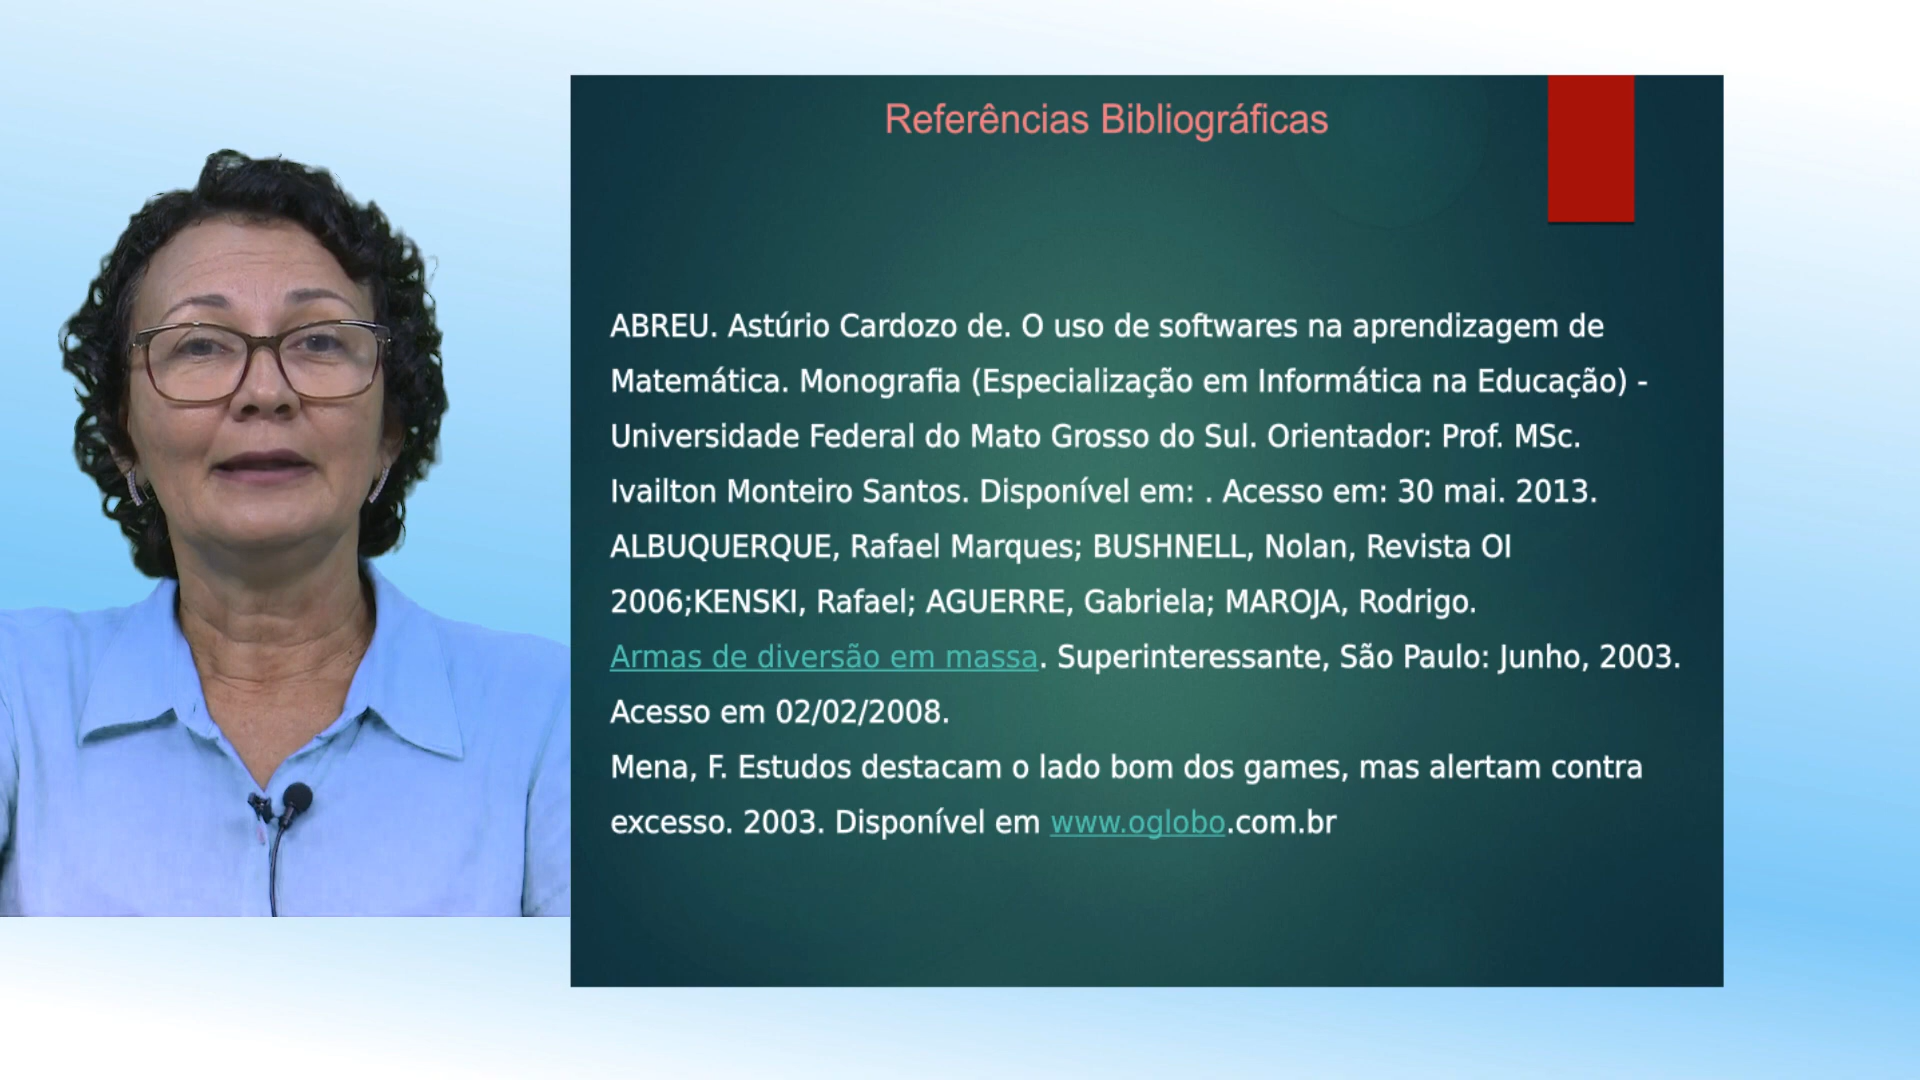 Referências Bibliográficas
ABREU. Astúrio Cardozo de. O uso de softwares na aprendizagem de
Matemática. Monografia (Especialização em Informática na Educação) -
Universidade Federal do Mato Grosso do Sul. Orientador: Prof. MSc.
Ivailton Monteiro Santos. Disponível em: . Acesso em: 30 mai. 2013.
ALBUQUERQUE, Rafael Marques; BUSHNELL, Nolan, Revista OI
2006;KENSKI, Rafael; AGUERRE, Gabriela; MAROJA, Rodrigo.
Armas de diversão em massa. Superinteressante, São Paulo: Junho, 2003.
Acesso em 02/02/2008.
Mena, F. Estudos destacam o lado bom dos games, mas alertam contra
excesso. 2003. Disponível em www.oglobo.com.br